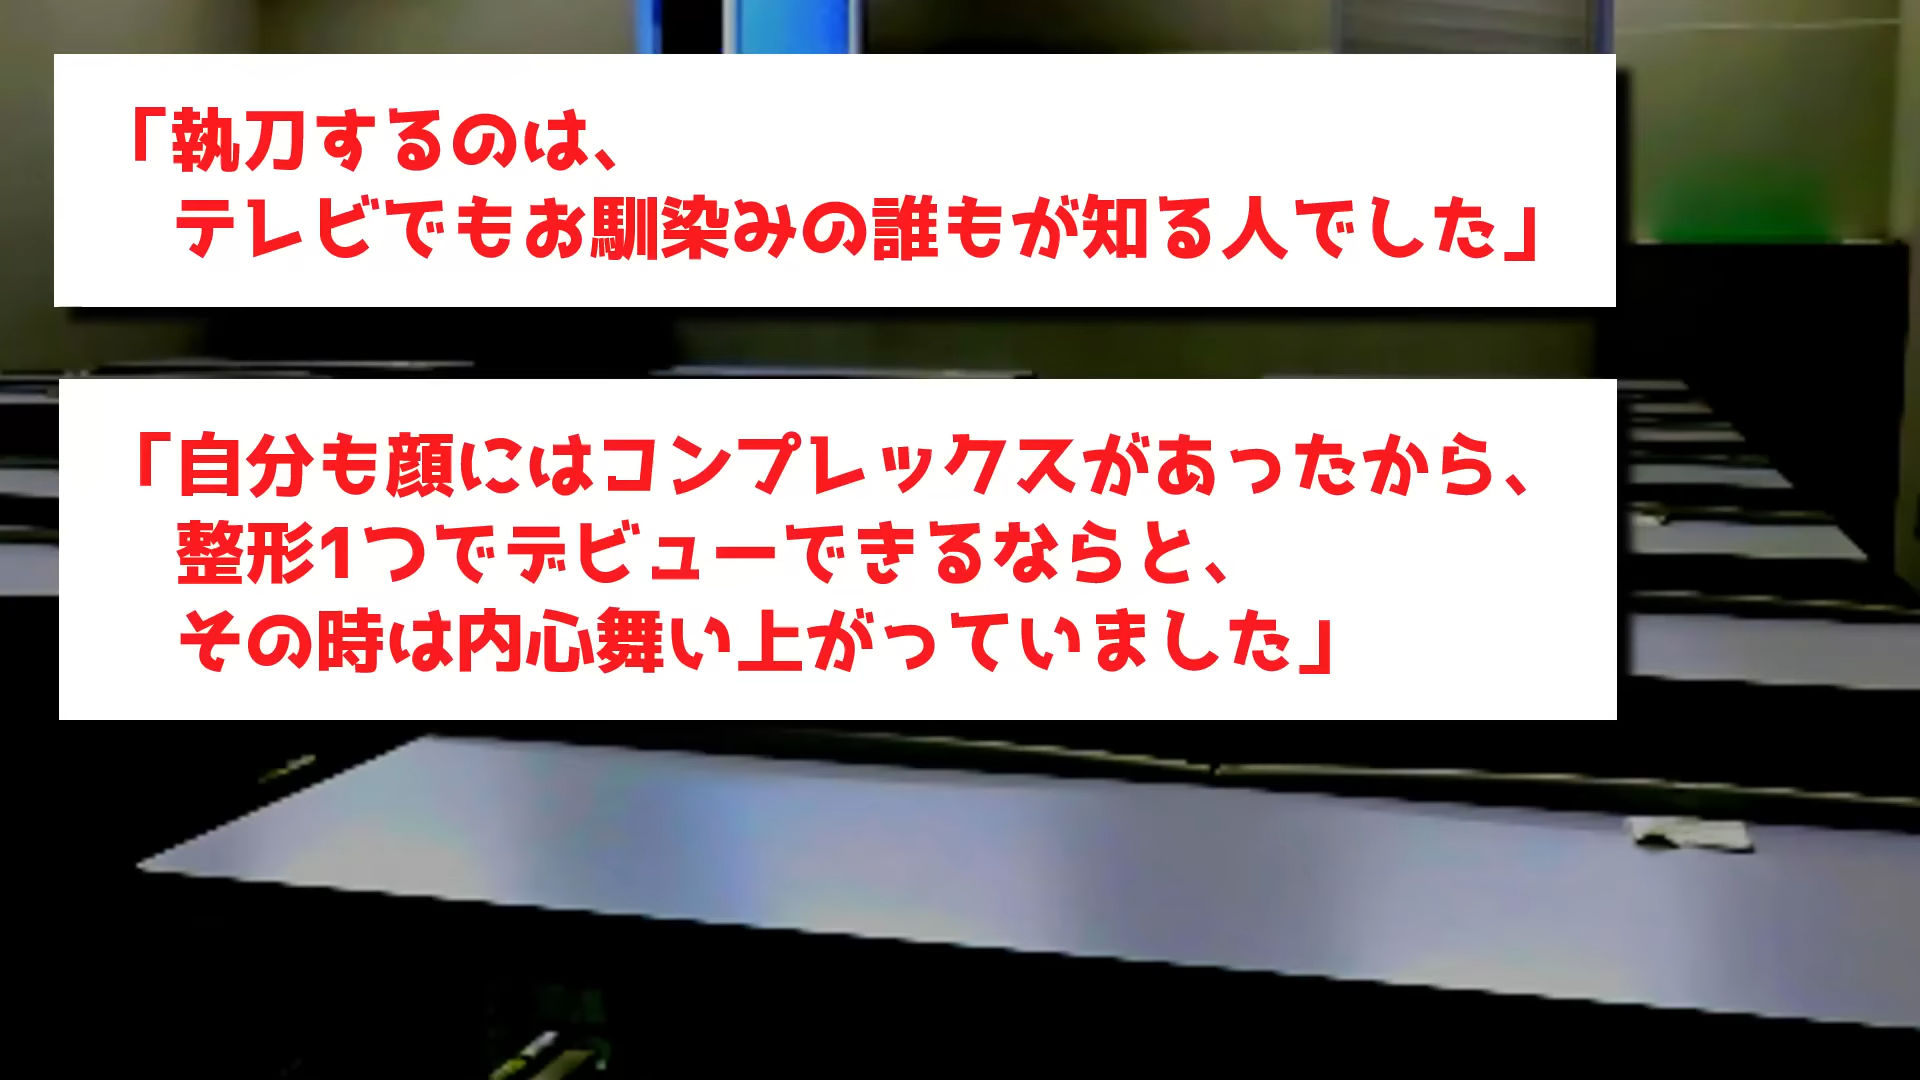 「執刀するのは、
テレビでもお馴染みの誰もが知る人でした」
「自分も顔にはコンプレックスがあったから、
整形1つでデビューできるならと、
その時は内心舞い上がっていました」